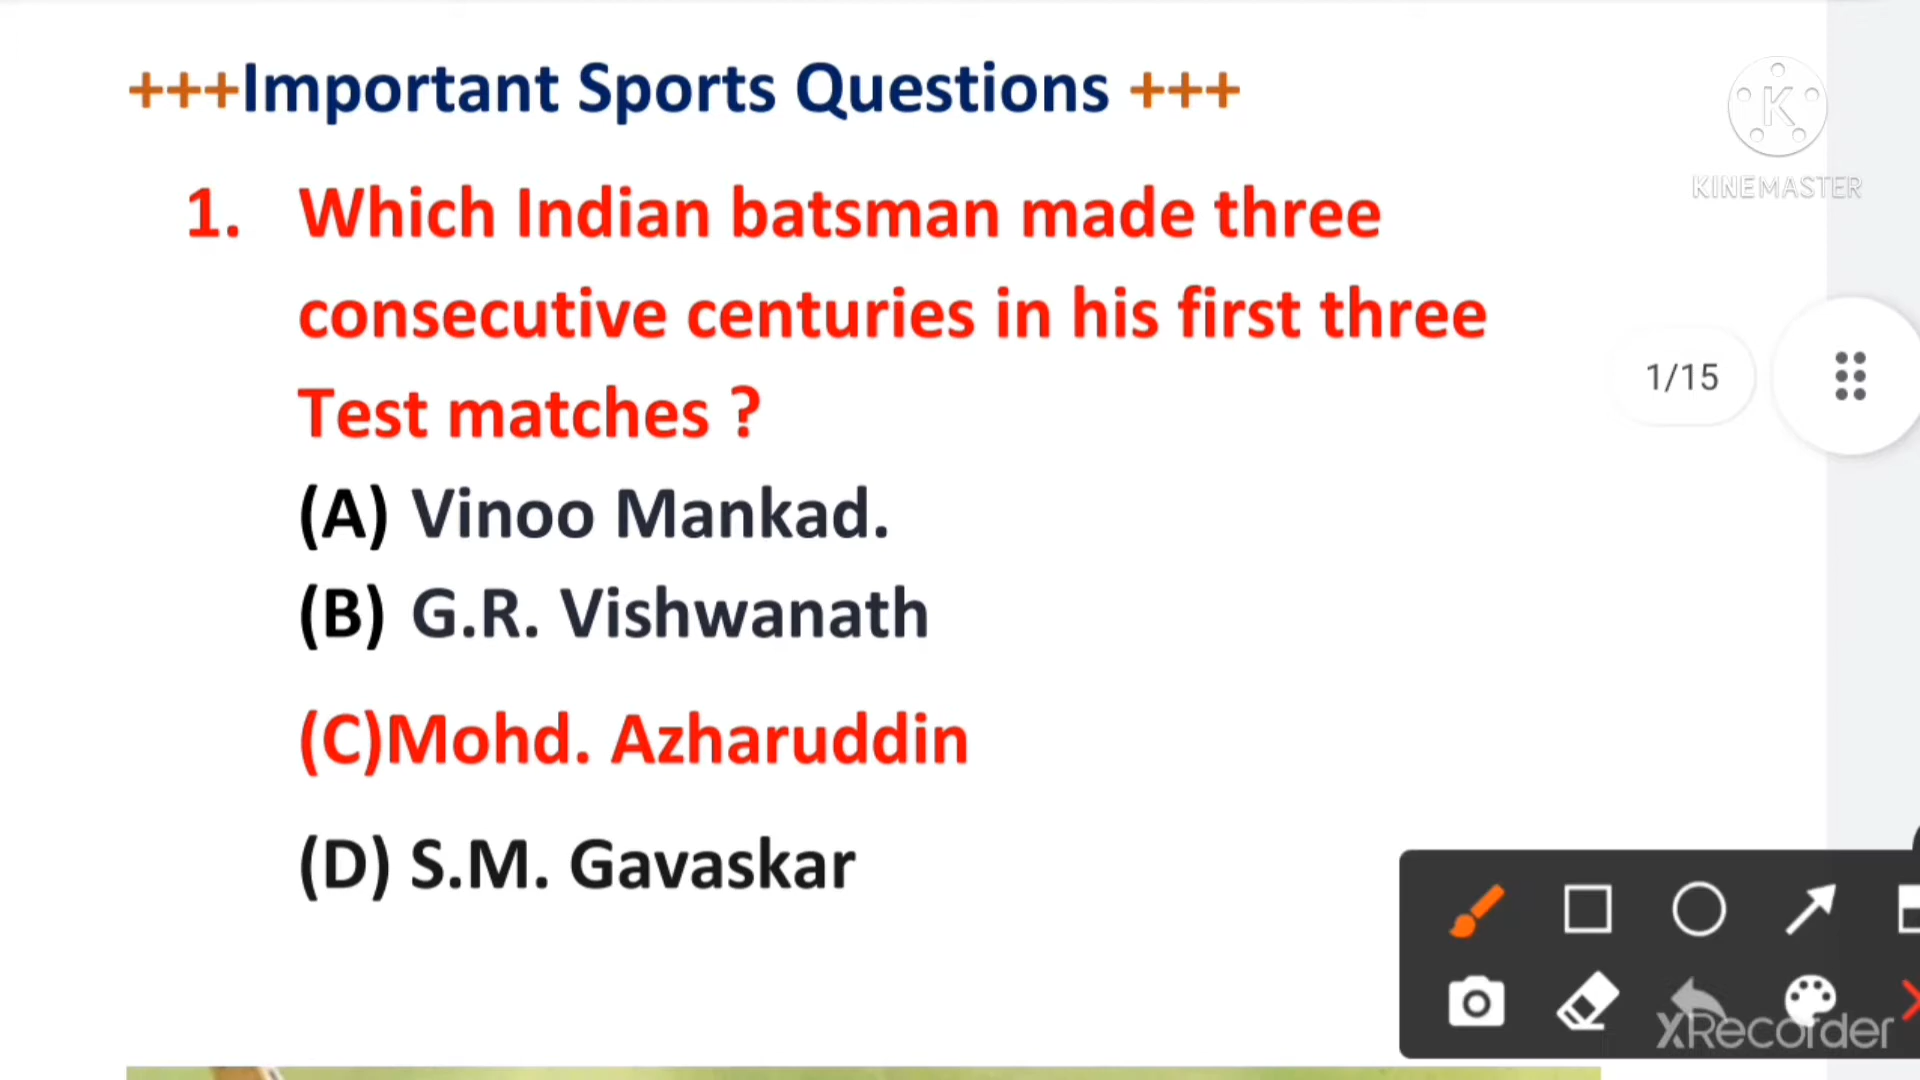 +++Important Sports Questions +++
K
KINEMASTER
1. Which Indian batsman made three
consecutive centuries in his first three
Test matches ?
1/15
(A) Vinoo Mankad.
(B) G.R. Vishwanath
(C)Mohd. Azharuddin
(D) S.M. Gavaskar
XRecorder